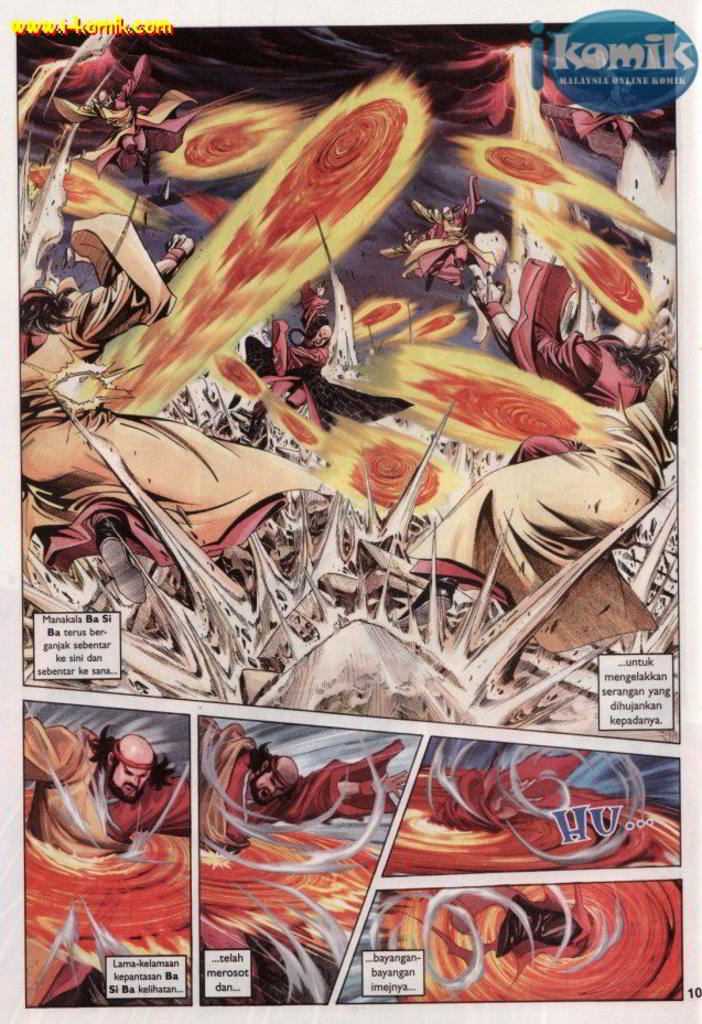 www.i-komik.com
i komik
MALAYSIA ONLINE KOMIK
Manakala Ba Si
Ba terus ber-
ganjak sebentar
ke sini dan
sebentar ke sana...
...untuk
mengelakkan
serangan yang
dihujankan
kepadanya.
Lama-kelamaan
kepantasan Ba
Si Ba kelihatan...
...telah
merosot
dan...
HU...
...bayangan-
bayangan
imejnya...
10